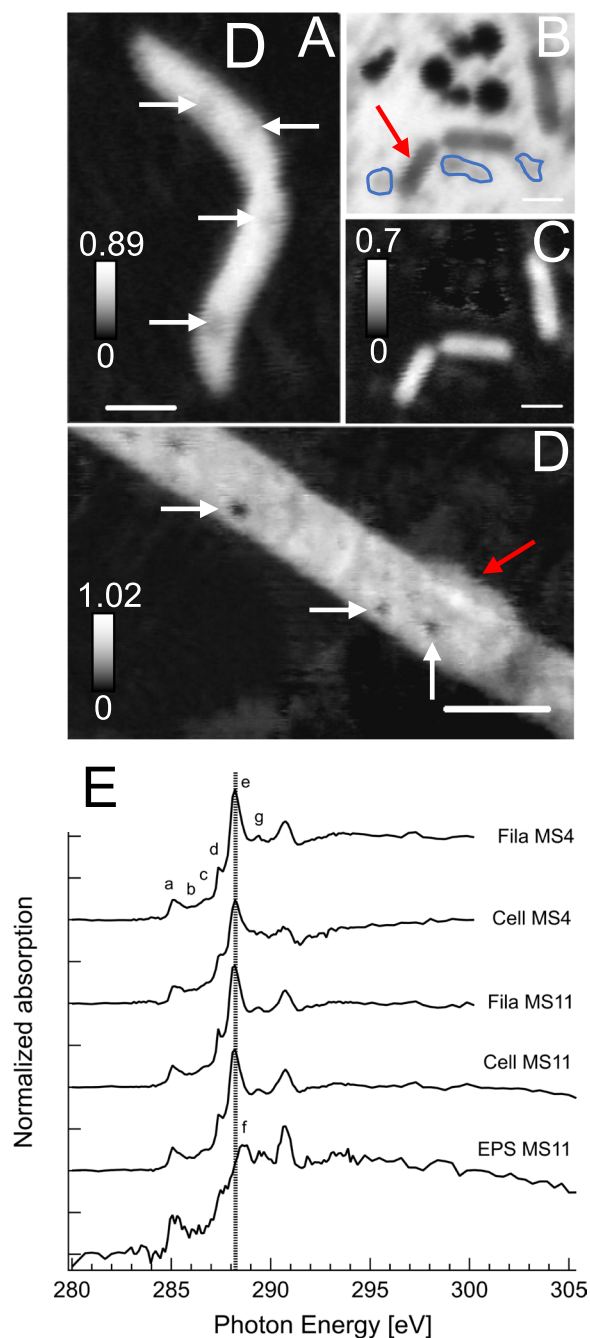 D A
B
0.89
0
0.7
0
C
D
1.02
0
E
e
g
d
c
b
a
Fila MS4
Cell MS4
Fila MS11
Cell MS11
f
EPS MS11
Normalized absorption
280 285 290 295 300 305
Photon Energy [eV]